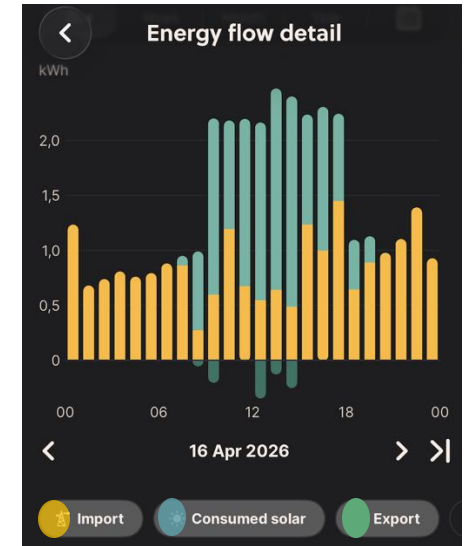 Energy flow detail
kWh
2,0
1,5
1,0
0,5
0
00 06 12 18 00
16 Apr 2026
Import Consumed solar Export